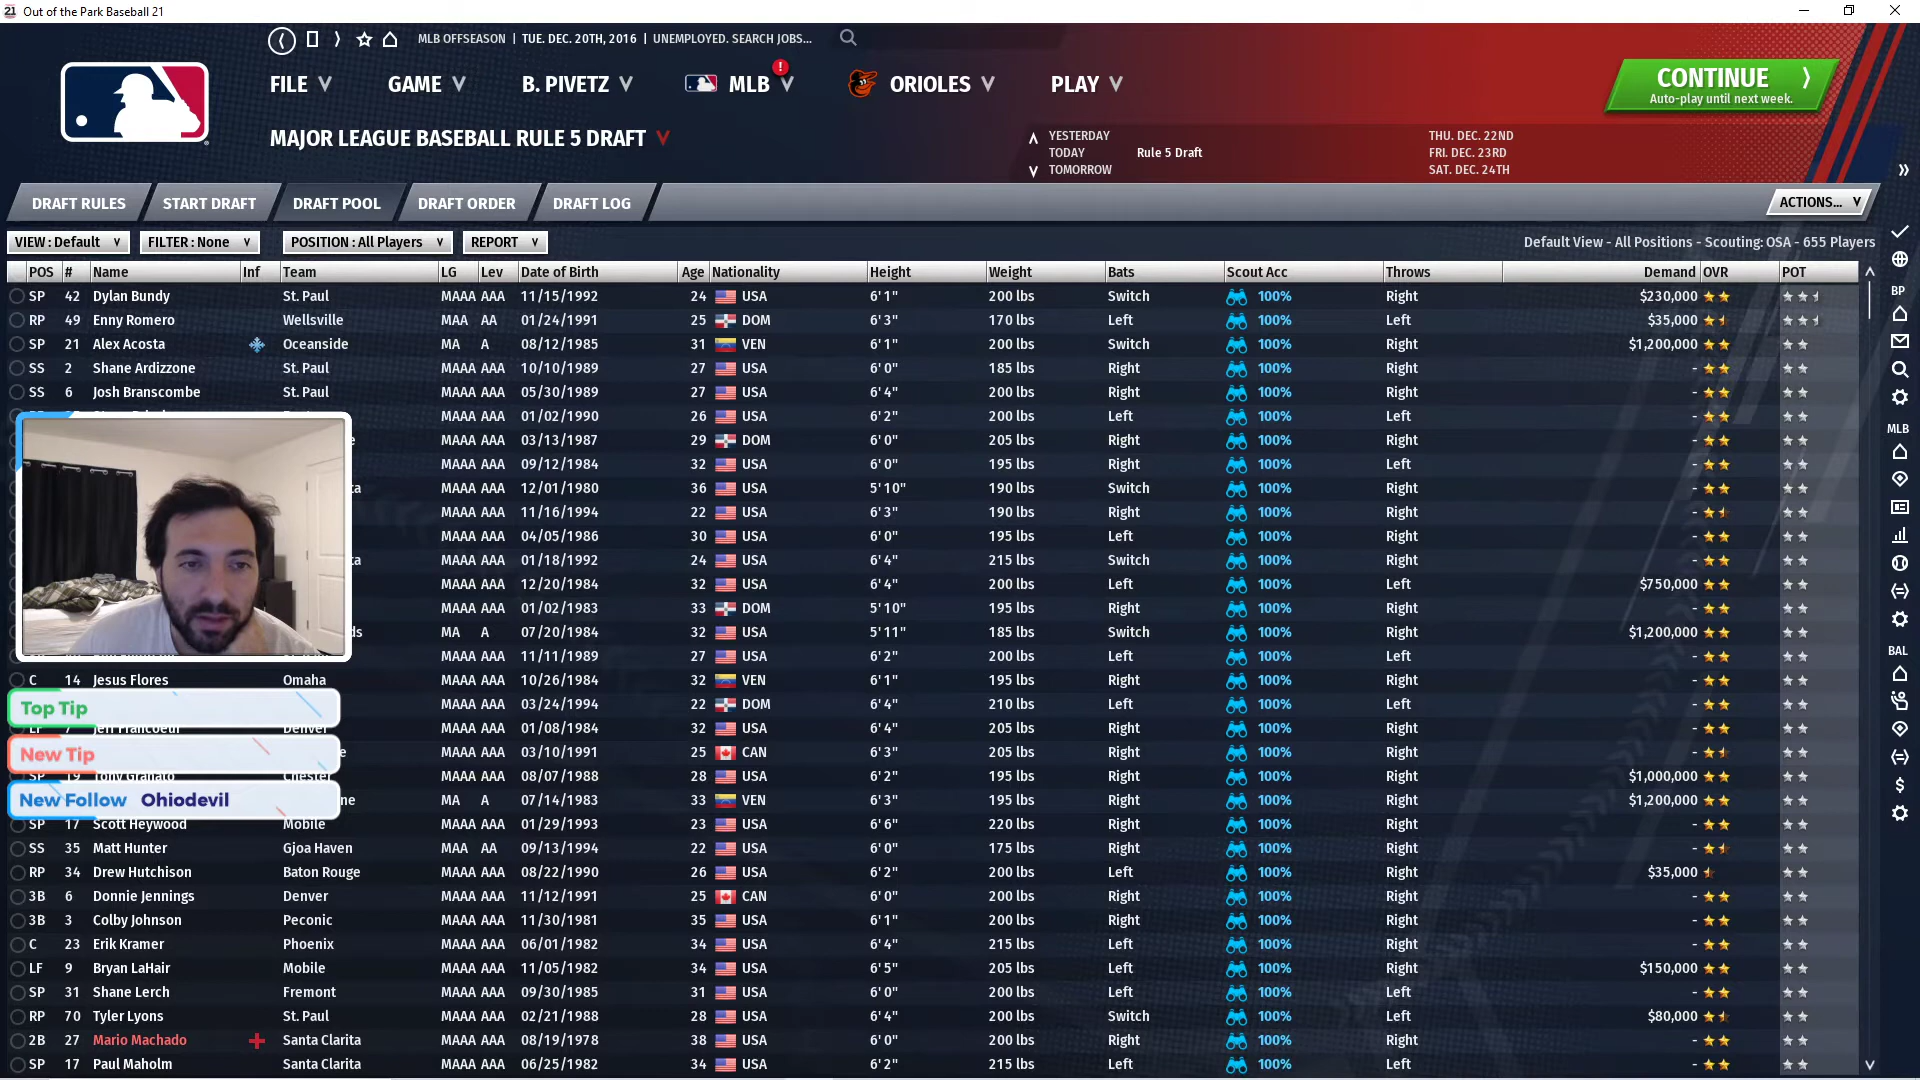 Out of the Park Baseball 21
MLB OFFSEASON | TUE. DEC. 20TH, 2016 | UNEMPLOYED. SEARCH JOBS...
FILE GAME B. PIVETZ MLB ORIOLES PLAY
CONTINUE
Auto-play until next week.
MAJOR LEAGUE BASEBALL RULE 5 DRAFT
YESTERDAY THU. DEC. 22ND
TODAY Rule 5 Draft FRI. DEC. 23RD
TOMORROW SAT. DEC. 24TH
DRAFT RULES START DRAFT DRAFT POOL DRAFT ORDER DRAFT LOG ACTIONS...
VIEW : Default FILTER : None POSITION : All Players REPORT Default View - All Positions - Scouting: OSA - 655 Players
POS # Name Inf Team LG Lev Date of Birth Age Nationality Height Weight Bats Scout Acc Throws Demand OVR POT
SP 42 Dylan Bundy St. Paul MAAA AAA 11/15/1992 24 USA 6' 1" 200 lbs Switch 100% Right $230,000
RP 49 Enny Romero Wellsville MAA AA 01/24/1991 25 DOM 6' 3" 170 lbs Left 100% Left $35,000
SP 21 Alex Acosta Oceanside MA A 08/12/1985 31 VEN 6' 1" 200 lbs Switch 100% Right $1,200,000
SS 2 Shane Ardizzone St. Paul MAAA AAA 10/10/1989 27 USA 6' 0" 185 lbs Right 100% Right -
SS 6 Josh Branscombe St. Paul MAAA AAA 05/30/1989 27 USA 6' 4" 200 lbs Right 100% Right -
MAAA AAA 01/02/1990 26 USA 6' 2" 200 lbs Left 100% Left -
MAAA AAA 03/13/1987 29 DOM 6' 0" 205 lbs Right 100% Right -
MAAA AAA 09/12/1984 32 USA 6' 0" 195 lbs Right 100% Left -
MAAA AAA 12/01/1980 36 USA 5' 10" 190 lbs Switch 100% Right -
MAAA AAA 11/16/1994 22 USA 6' 3" 190 lbs Right 100% Right -
MAAA AAA 04/05/1986 30 USA 6' 0" 195 lbs Left 100% Right -
MAAA AAA 01/18/1992 24 USA 6' 4" 215 lbs Switch 100% Right -
MAAA AAA 12/20/1984 32 USA 6' 4" 200 lbs Left 100% Left $750,000
MAAA AAA 01/02/1983 33 DOM 5' 10" 195 lbs Right 100% Right -
MA A 07/20/1984 32 USA 5' 11" 185 lbs Switch 100% Right $1,200,000
MAAA AAA 11/11/1989 27 USA 6' 2" 200 lbs Left 100% Left -
C 14 Jesus Flores Omaha MAAA AAA 10/26/1984 32 VEN 6' 1" 195 lbs Right 100% Right -
Top Tip MAAA AAA 03/24/1994 22 DOM 6' 4" 210 lbs Left 100% Left -
LF 7 Jeff Francoeur Denver MAAA AAA 01/08/1984 32 USA 6' 4" 205 lbs Right 100% Right -
New Tip MAAA AAA 03/10/1991 25 CAN 6' 3" 205 lbs Right 100% Right -
SP 19 Tony Granato Chester MAAA AAA 08/07/1988 28 USA 6' 2" 195 lbs Right 100% Right $1,000,000
New Follow Ohiodevil MA A 07/14/1983 33 VEN 6' 3" 195 lbs Right 100% Right $1,200,000
SP 17 Scott Heywood Mobile MAAA AAA 01/29/1993 23 USA 6' 6" 220 lbs Right 100% Right -
SS 35 Matt Hunter Gjoa Haven MAA AA 09/13/1994 22 USA 6' 0" 175 lbs Right 100% Right -
RP 34 Drew Hutchison Baton Rouge MAAA AAA 08/22/1990 26 USA 6' 2" 200 lbs Left 100% Right $35,000
3B 6 Donnie Jennings Denver MAAA AAA 11/12/1991 25 CAN 6' 0" 200 lbs Right 100% Right -
3B 3 Colby Johnson Peconic MAAA AAA 11/30/1981 35 USA 6' 1" 200 lbs Right 100% Right -
C 23 Erik Kramer Phoenix MAAA AAA 06/01/1982 34 USA 6' 4" 215 lbs Left 100% Right -
LF 9 Bryan LaHair Mobile MAAA AAA 11/05/1982 34 USA 6' 5" 205 lbs Left 100% Right $150,000
SP 31 Shane Lerch Fremont MAAA AAA 09/30/1985 31 USA 6' 0" 200 lbs Left 100% Left -
RP 70 Tyler Lyons St. Paul MAAA AAA 02/21/1988 28 USA 6' 4" 200 lbs Switch 100% Left $80,000
2B 27 Mario Machado Santa Clarita MAAA AAA 08/19/1978 38 USA 6' 0" 200 lbs Right 100% Right -
SP 17 Paul Maholm Santa Clarita MAAA AAA 06/25/1982 34 USA 6' 2" 215 lbs Left 100% Left -
BP
MLB
BAL